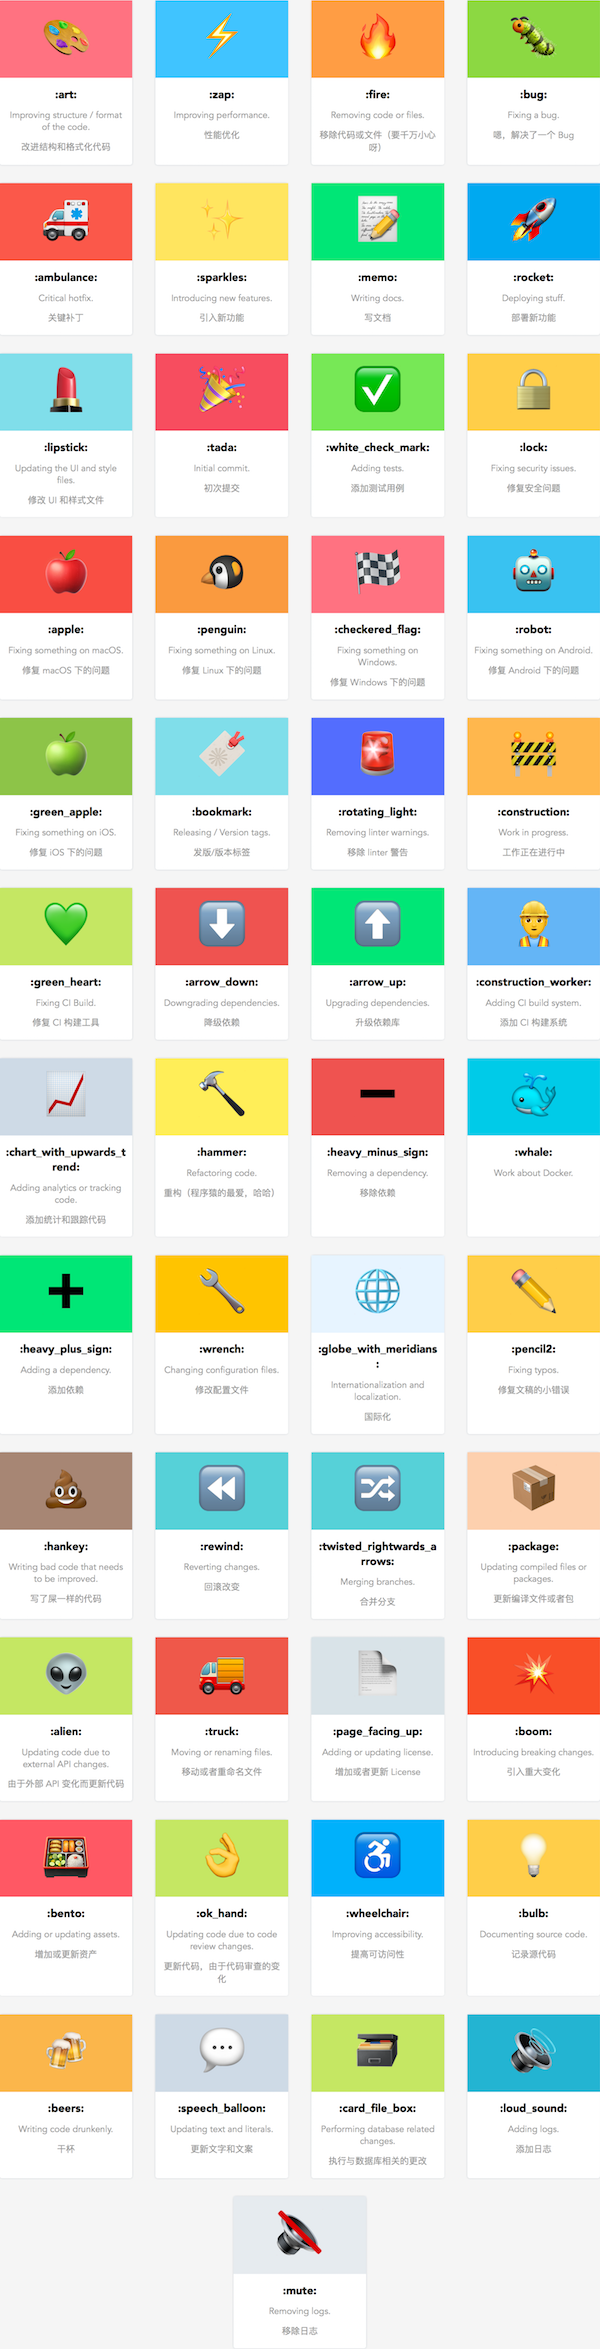 :art:
Improving structure / format
of the code.
改进结构和格式化代码
:zap:
Improving performance.
性能优化
:fire:
Removing code or files.
移除代码或文件（要千万小心
呀）
:bug:
Fixing a bug.
嗯，解决了一个 Bug
:ambulance:
Critical hotfix.
关键补丁
:sparkles:
Introducing new features.
引入新功能
:memo:
Writing docs.
写文档
:rocket:
Deploying stuff.
部署新功能
:lipstick:
Updating the UI and style
files.
修改 UI 和样式文件
:tada:
Initial commit.
初次提交
:white_check_mark:
Adding tests.
添加测试用例
:lock:
Fixing security issues.
修复安全问题
:apple:
Fixing something on macOS.
修复 macOS 下的问题
:penguin:
Fixing something on Linux.
修复 Linux 下的问题
:checkered_flag:
Fixing something on
Windows.
修复 Windows 下的问题
:robot:
Fixing something on Android.
修复 Android 下的问题
:green_apple:
Fixing something on iOS.
修复 iOS 下的问题
:bookmark:
Releasing / Version tags.
发版/版本标签
:rotating_light:
Removing linter warnings.
移除 linter 警告
:construction:
Work in progress.
工作正在进行中
:green_heart:
Fixing CI Build.
修复 CI 构建工具
:arrow_down:
Downgrading dependencies.
降级依赖
:arrow_up:
Upgrading dependencies.
升级依赖库
:construction_worker:
Adding CI build system.
添加 CI 构建系统
:chart_with_upwards_t
rend:
Adding analytics or tracking
code.
添加统计和跟踪代码
:hammer:
Refactoring code.
重构（程序猿的最爱，哈哈）
:heavy_minus_sign:
Removing a dependency.
移除依赖
:whale:
Work about Docker.
:heavy_plus_sign:
Adding a dependency.
添加依赖
:wrench:
Changing configuration files.
修改配置文件
:globe_with_meridians
:
Internationalization and
localization.
国际化
:pencil2:
Fixing typos.
修复文稿的小错误
:hankey:
Writing bad code that needs
to be improved.
写了屎一样的代码
:rewind:
Reverting changes.
回滚改变
:twisted_rightwards_a
rrows:
Merging branches.
合并分支
:package:
Updating compiled files or
packages.
更新编译文件或者包
:alien:
Updating code due to
external API changes.
由于外部 API 变化而更新代码
:truck:
Moving or renaming files.
移动或者重命名文件
:page_facing_up:
Adding or updating license.
增加或者更新 License
:boom:
Introducing breaking changes.
引入重大变化
:bento:
Adding or updating assets.
增加或更新资产
:ok_hand:
Updating code due to code
review changes.
更新代码，由于代码审查的变
化
:wheelchair:
Improving accessibility.
提高可访问性
:bulb:
Documenting source code.
记录源代码
:beers:
Writing code drunkenly.
干杯
:speech_balloon:
Updating text and literals.
更新文字和文案
:card_file_box:
Performing database related
changes.
执行与数据库相关的更改
:loud_sound:
Adding logs.
添加日志
:mute:
Removing logs.
移除日志